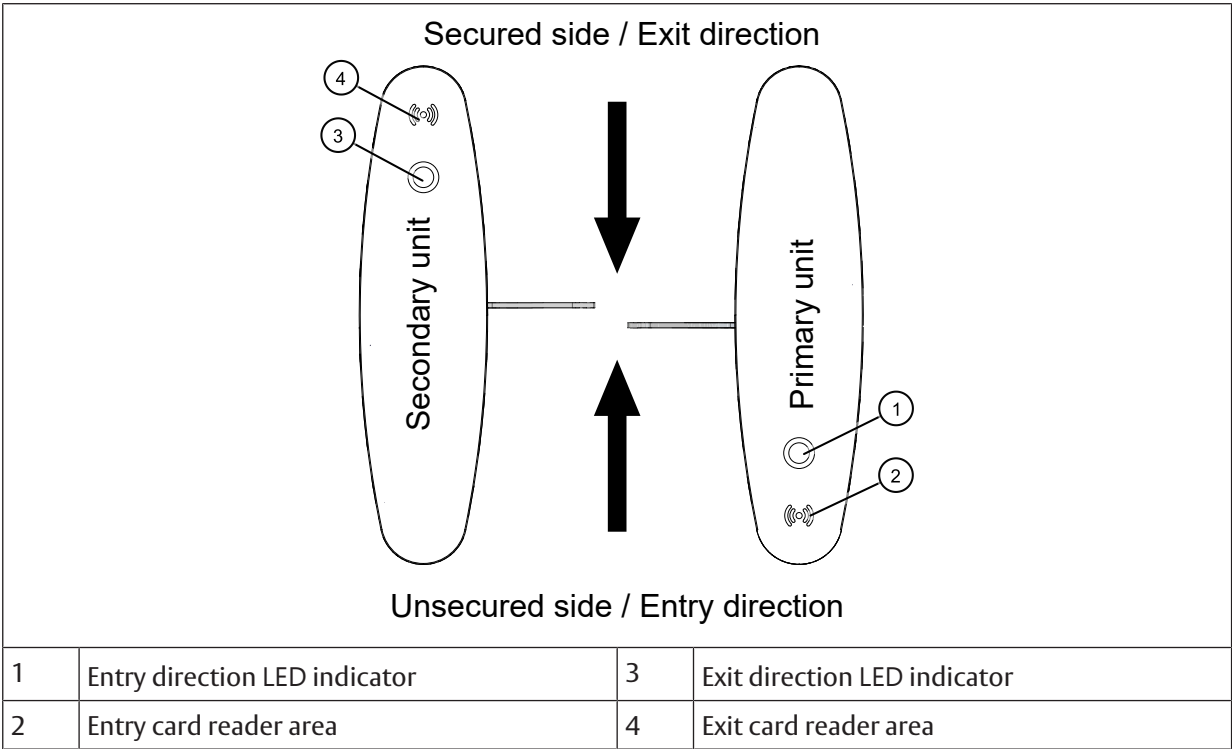 Secured side / Exit direction
4
3
Secondary unit
Primary unit
1
2
Unsecured side / Entry direction
1 Entry direction LED indicator 3 Exit direction LED indicator
2 Entry card reader area 4 Exit card reader area